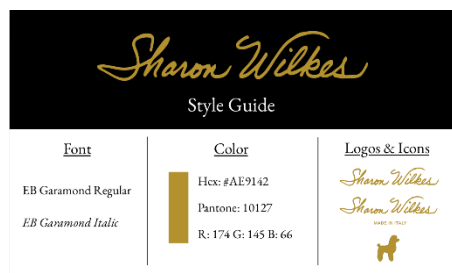 Sharon Wilkes
Style Guide
Font
EB Garamond Regular
EB Garamond Italic
Color
Hex: #AE9142
Pantone: 10127
R: 174 G: 145 B: 66
Logos & Icons
Sharon Wilkes
Sharon Wilkes
MADE IN ITALY